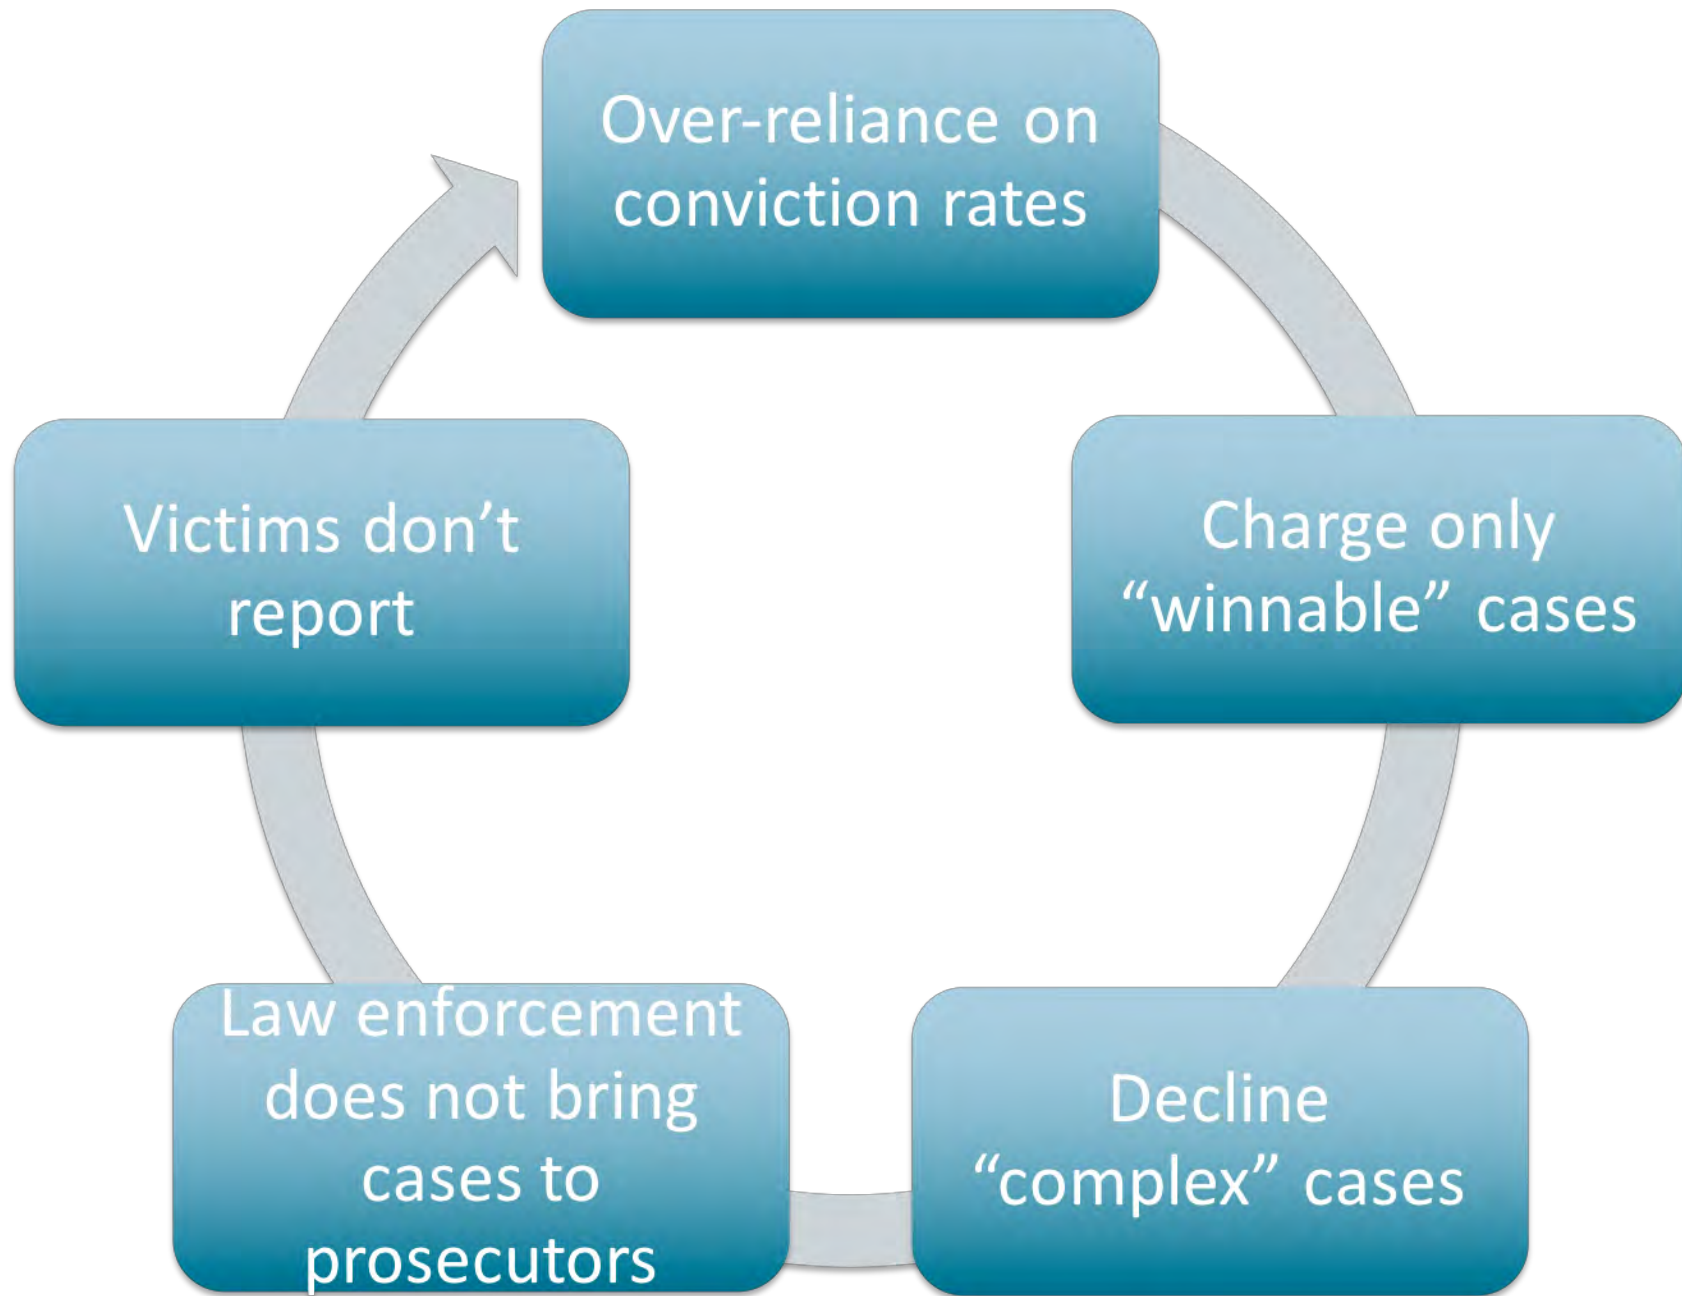 Over-reliance on
conviction rates
Charge only
“winnable” cases
Decline
“complex” cases
Law enforcement
does not bring
cases to
prosecutors
Victims don’t
report